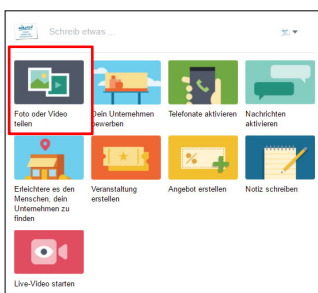 Schreib etwas ...
Foto oder Video
teilen
Dein Unternehmen
bewerben
Telefonate aktivieren
Nachrichten
aktivieren
Erleichtere es den
Menschen, dein
Unternehmen zu
finden
Veranstaltung
erstellen
Angebot erstellen
Notiz schreiben
Live-Video starten